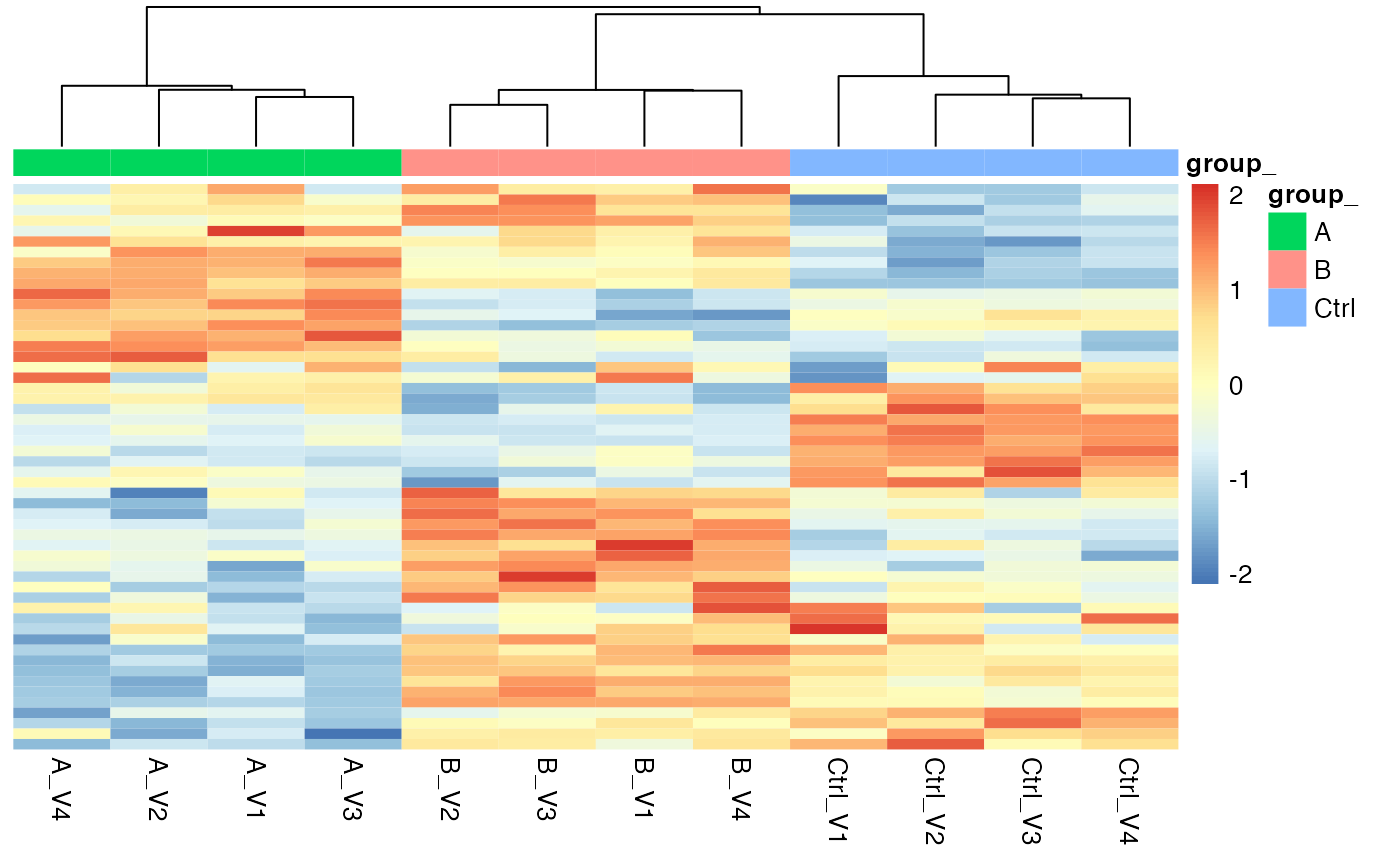 group_
2
1
0
-1
-2
group_
A
B
Ctrl
A_V4
A_V2
A_V1
A_V3
B_V2
B_V3
B_V1
B_V4
Ctrl_V1
Ctrl_V2
Ctrl_V3
Ctrl_V4